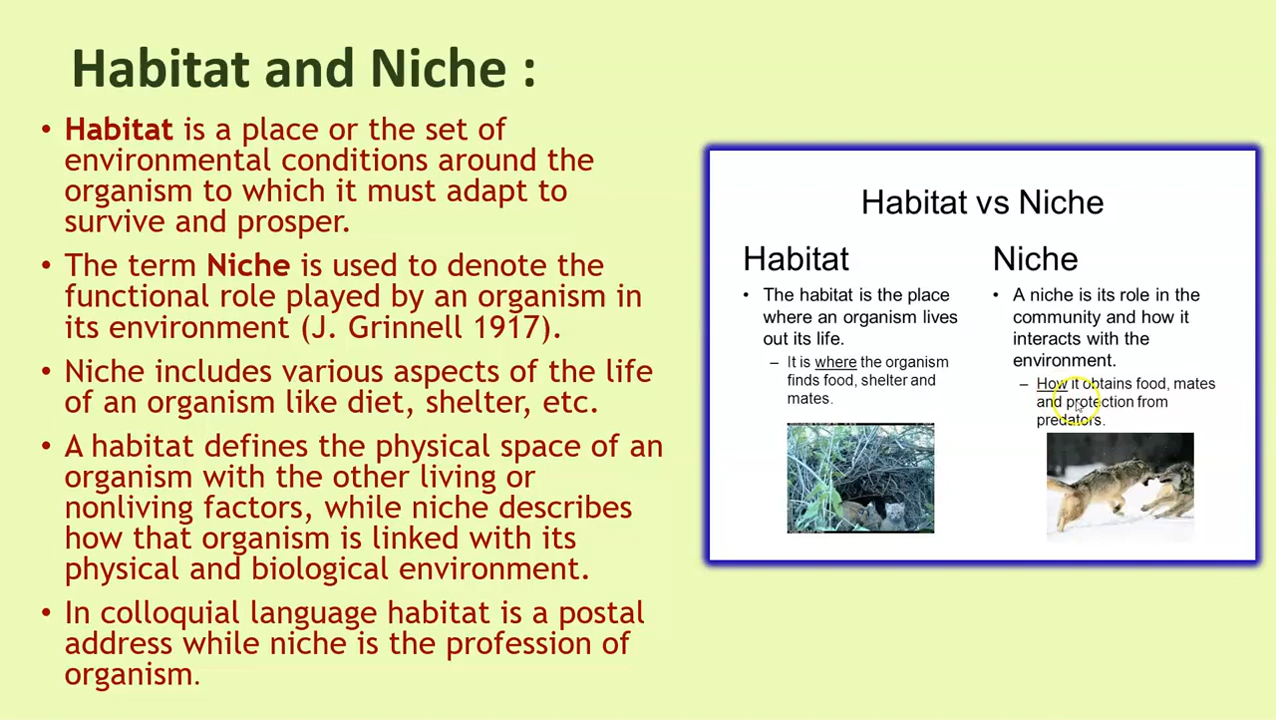 Habitat and Niche :
• Habitat is a place or the set of
environmental conditions around the
organism to which it must adapt to
survive and prosper.
• The term Niche is used to denote the
functional role played by an organism in
its environment (J. Grinnell 1917).
• Niche includes various aspects of the life
of an organism like diet, shelter, etc.
• A habitat defines the physical space of an
organism with the other living or
nonliving factors, while niche describes
how that organism is linked with its
physical and biological environment.
• In colloquial language habitat is a postal
address while niche is the profession of
organism.
Habitat vs Niche
Habitat
• The habitat is the place
where an organism lives
out its life.
– It is where the organism
finds food, shelter and
mates.
Niche
• A niche is its role in the
community and how it
interacts with the
environment.
– How it obtains food, mates
and protection from
predators.